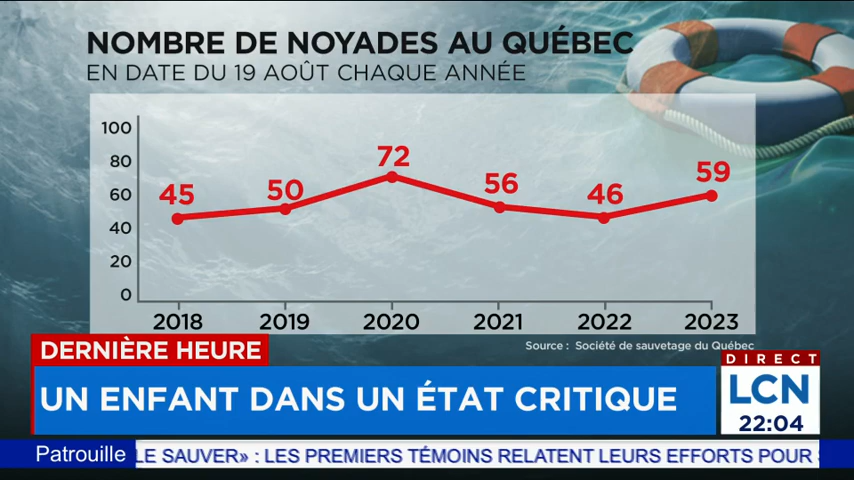 NOMBRE DE NOYADES AU QUÉBEC
EN DATE DU 19 AOÛT CHAQUE ANNÉE
100
80
60
40
20
0
45
50
72
56
46
59
2018 2019 2020 2021 2022 2023
Source : Société de sauvetage du Québec
DERNIÈRE HEURE
UN ENFANT DANS UN ÉTAT CRITIQUE
DIRECT
LCN
22:04
Patrouille
LE SAUVER» : LES PREMIERS TÉMOINS RELATENT LEURS EFFORTS POUR